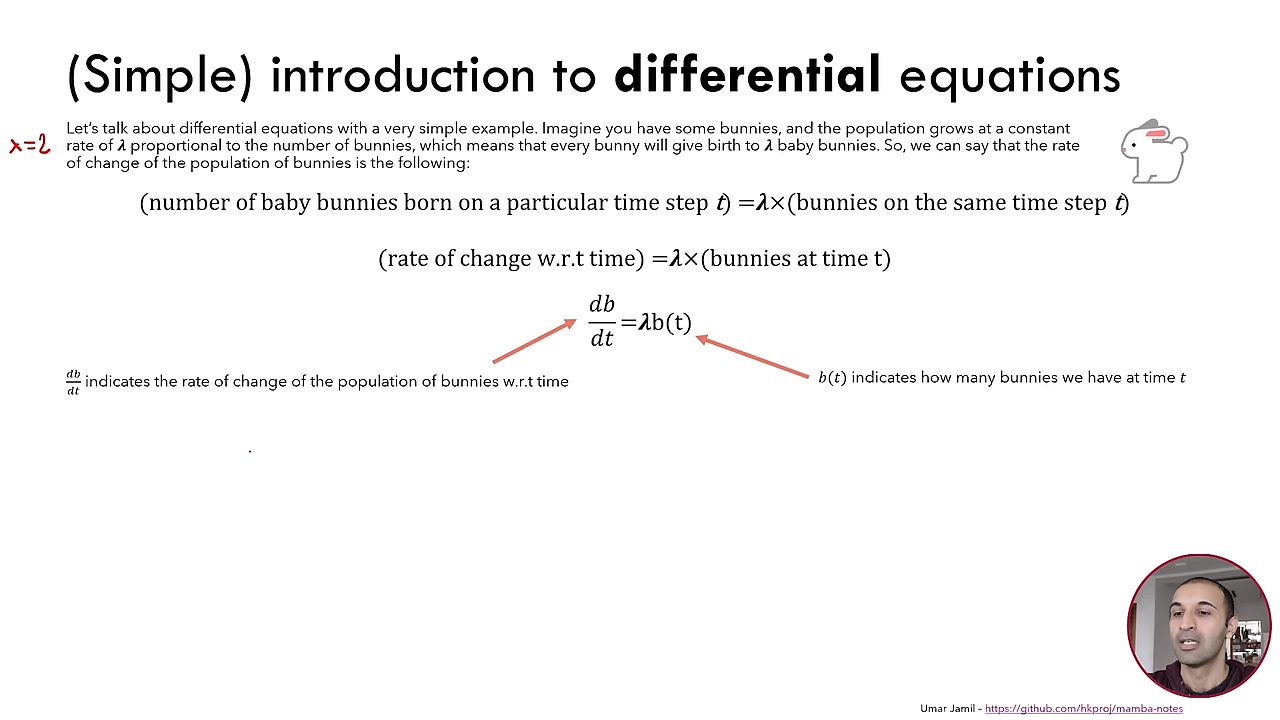 (Simple) introduction to differential equations
Let's talk about differential equations with a very simple example. Imagine you have some bunnies, and the population grows at a constant
λ=2
rate of λ proportional to the number of bunnies, which means that every bunny will give birth to λ baby bunnies. So, we can say that the rate
of change of the population of bunnies is the following:
(number of baby bunnies born on a particular time step t) =λ×(bunnies on the same time step t)
(rate of change w.r.t time) =λ×(bunnies at time t)
db/dt =λb(t)
db/dt indicates the rate of change of the population of bunnies w.r.t time
b(t) indicates how many bunnies we have at time t
Umar Jamil – https://github.com/hkproj/mamba-notes